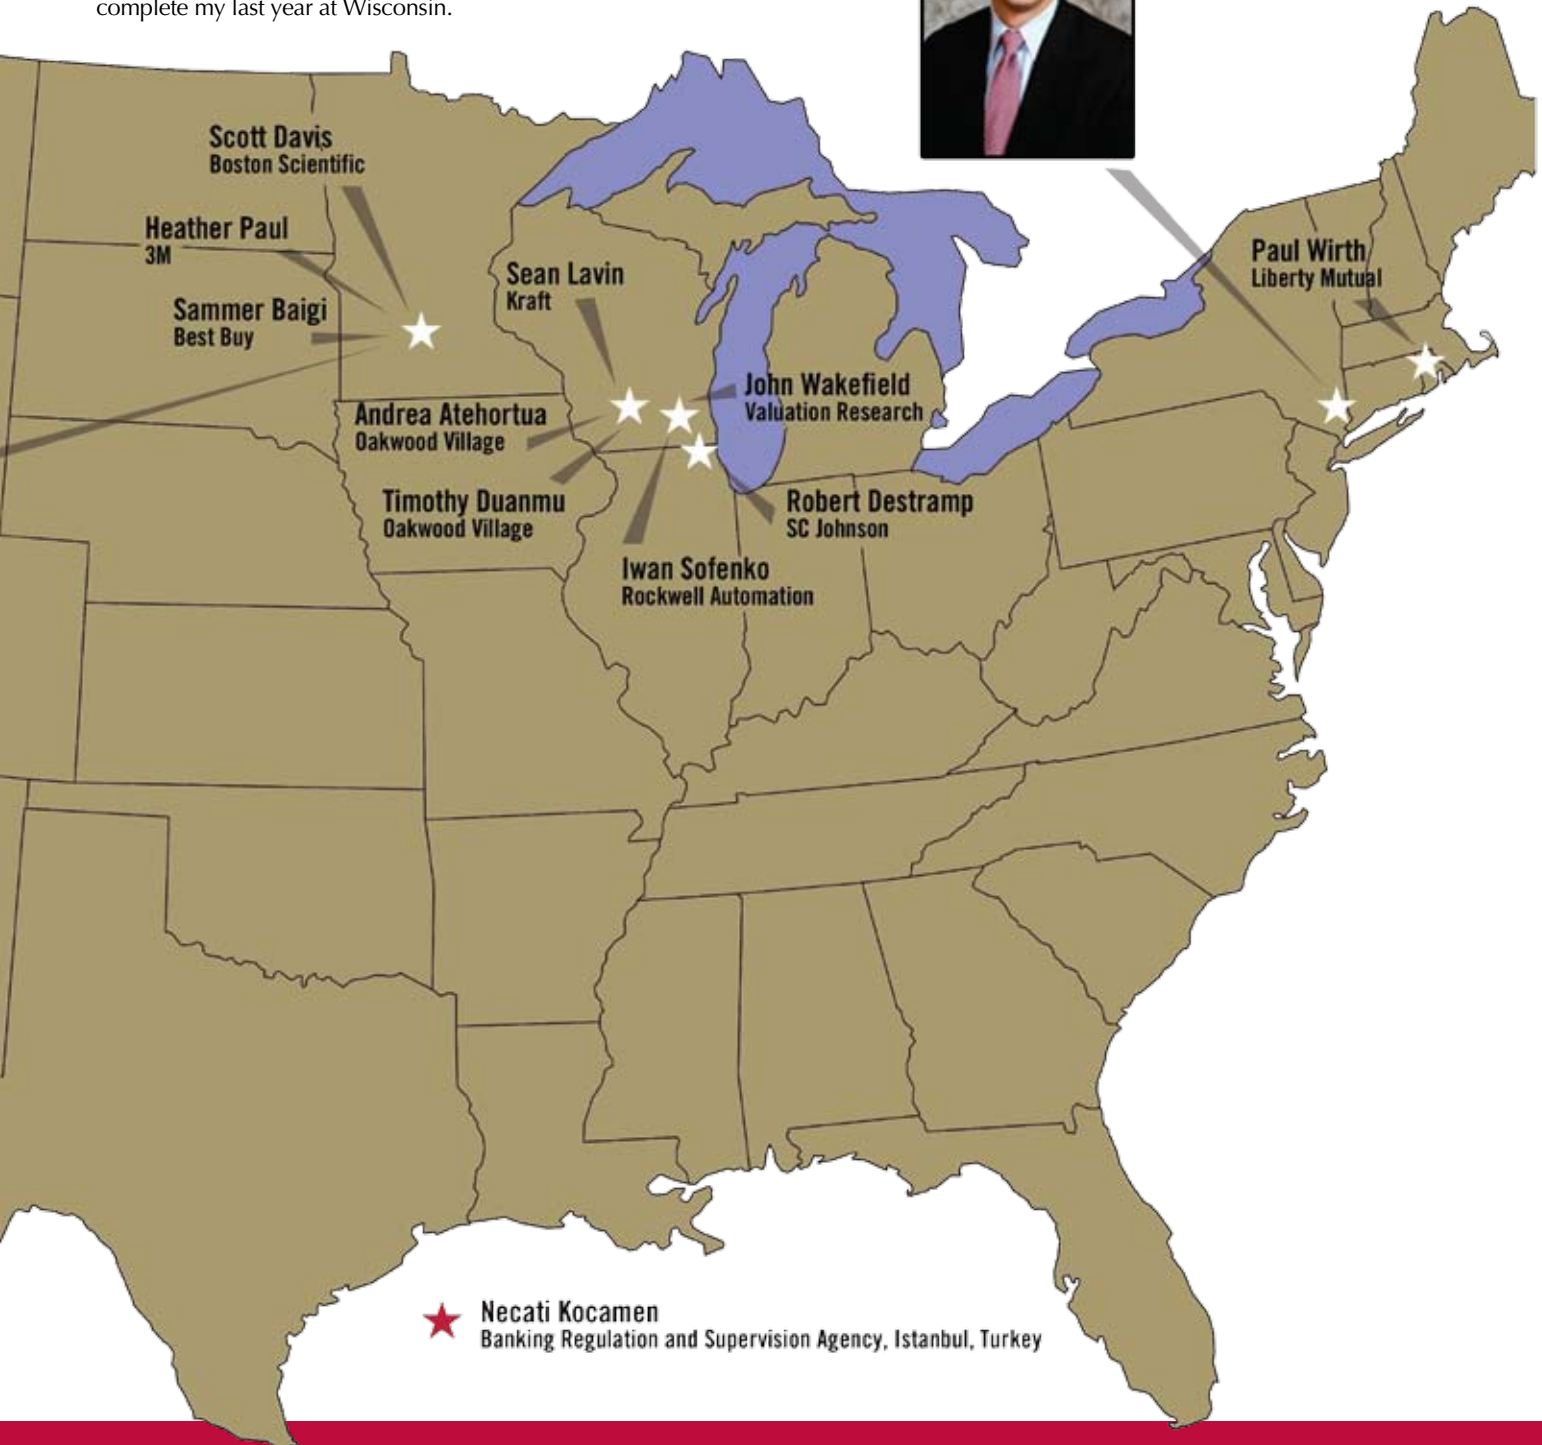 complete my last year at Wisconsin.
Scott Davis
Boston Scientific
Heather Paul
3M
Sammer Baigi
Best Buy
Sean Lavin
Kraft
Paul Wirth
Liberty Mutual
John Wakefield
Valuation Research
Andrea Atehortua
Oakwood Village
Timothy Duanmu
Oakwood Village
Robert Destramp
SC Johnson
Iwan Sofenko
Rockwell Automation
Necati Kocamen
Banking Regulation and Supervision Agency, Istanbul, Turkey